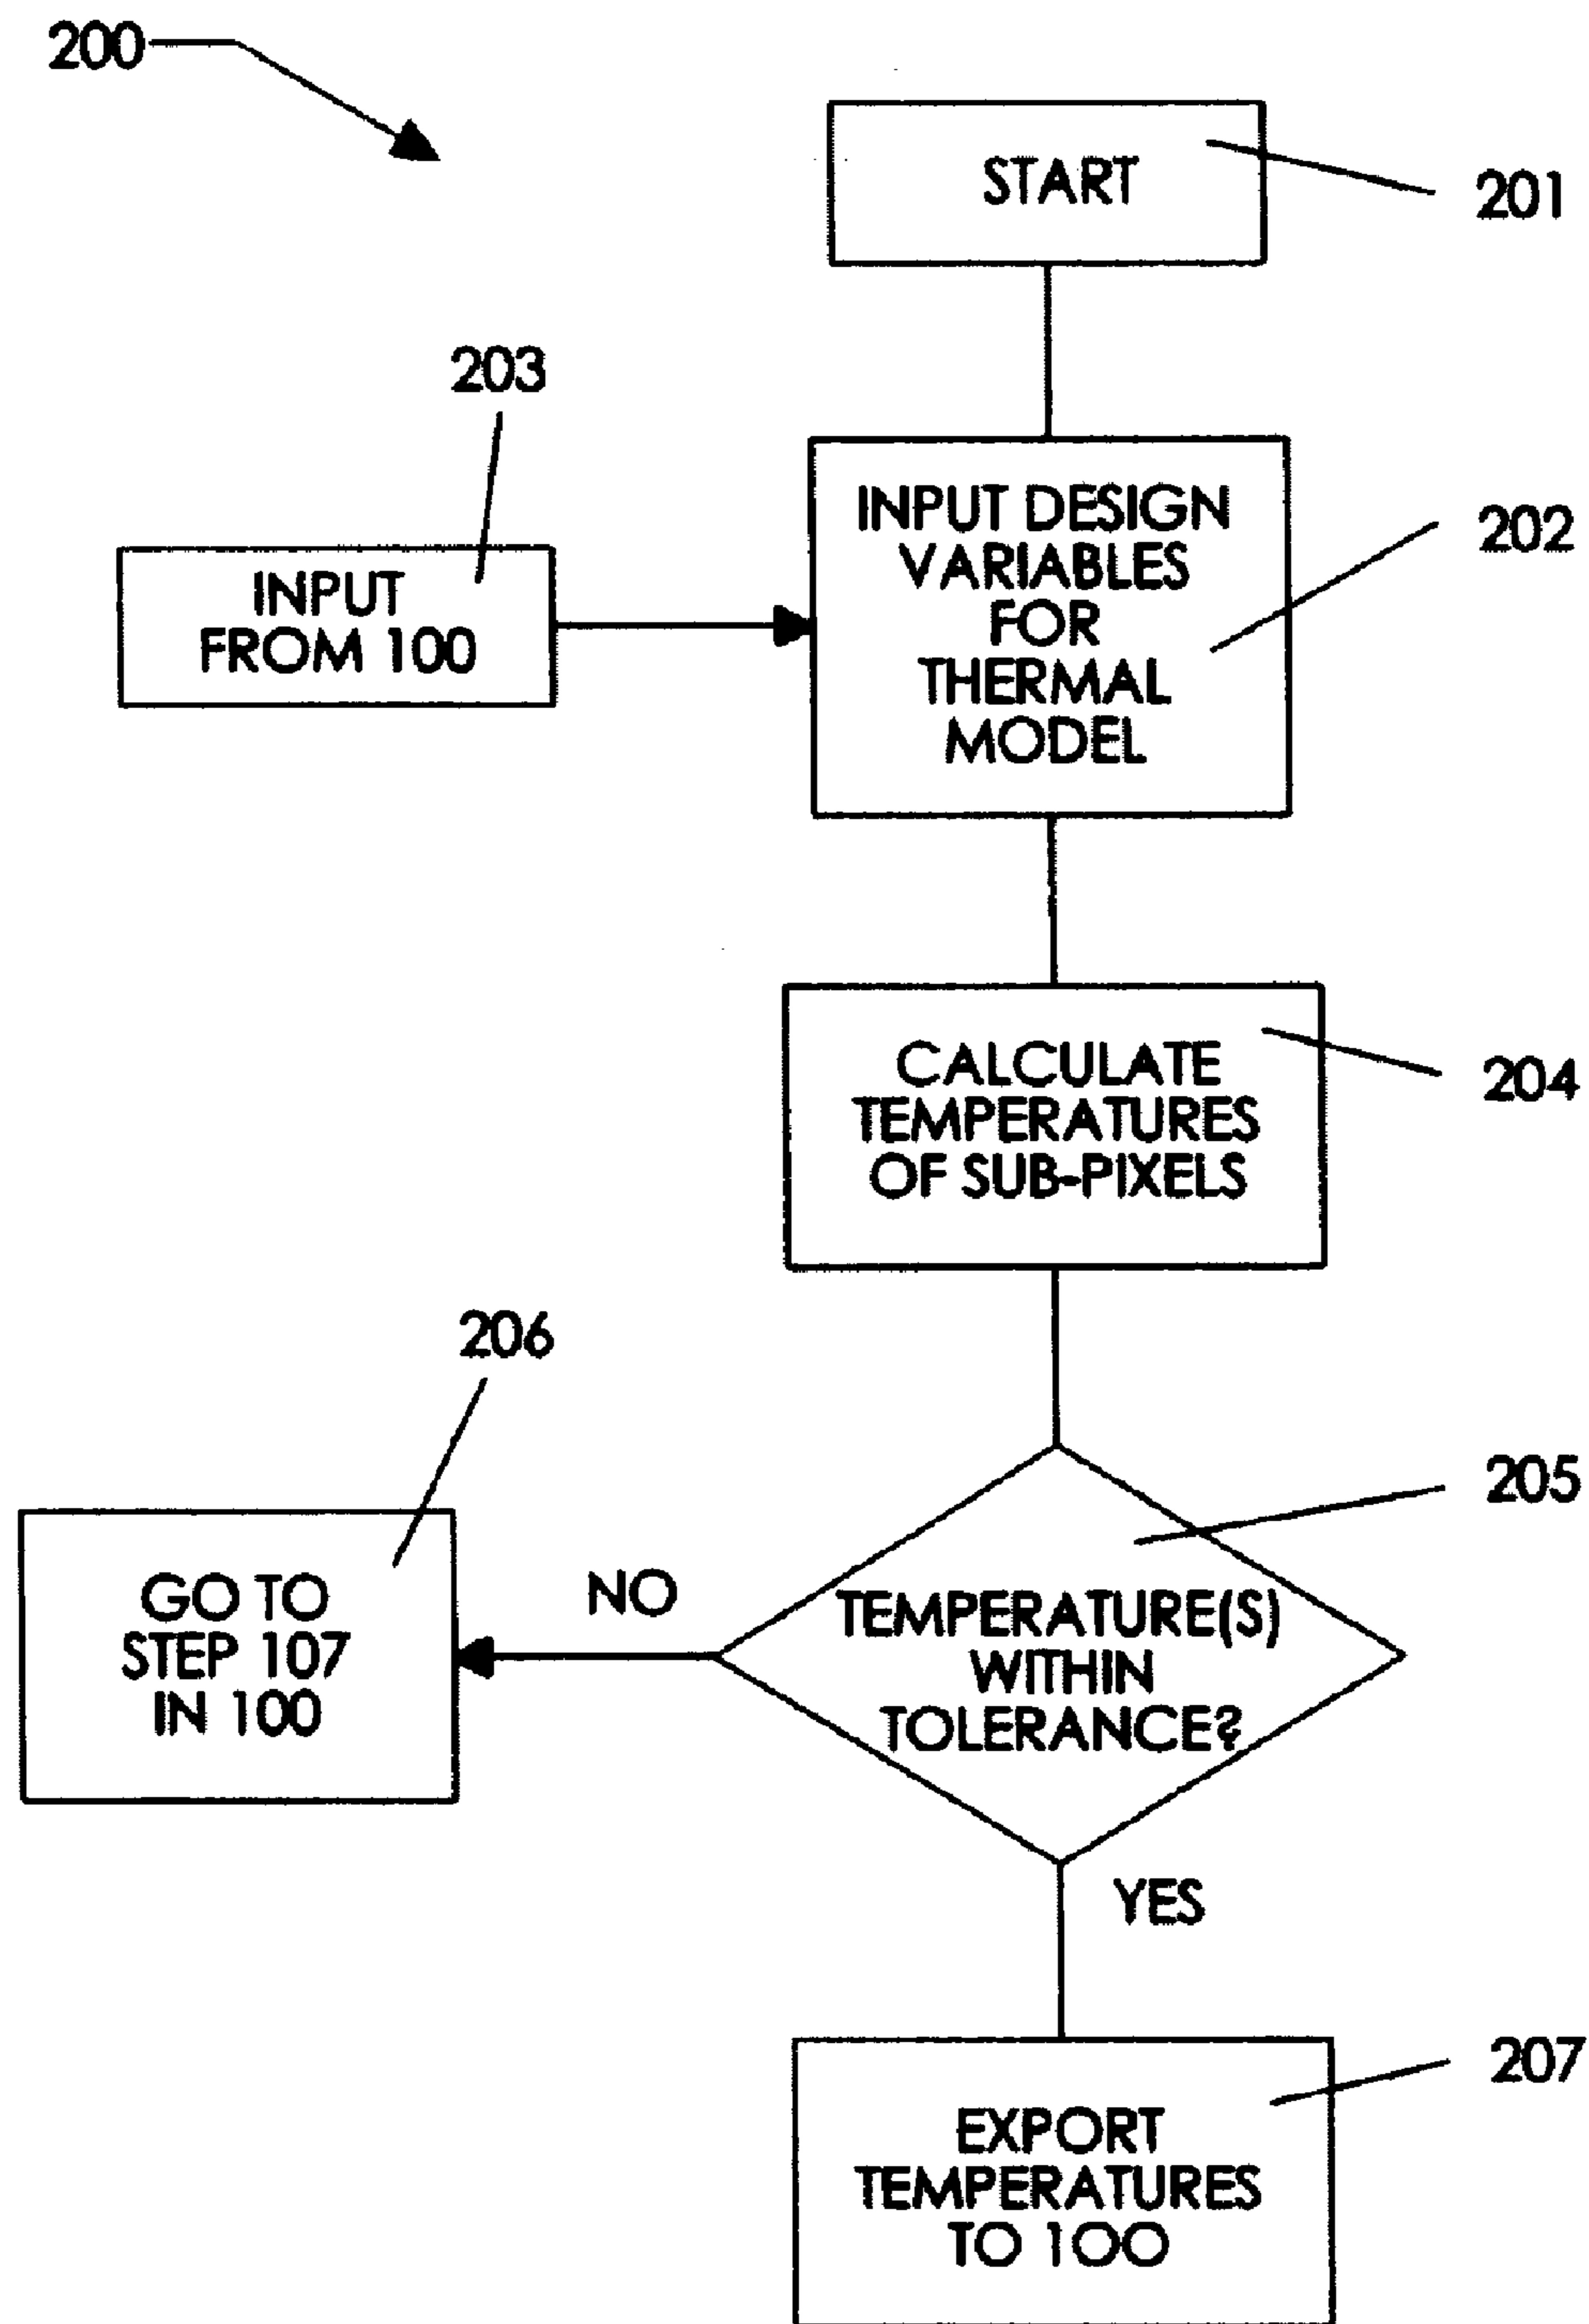 200
START
201
203
INPUT DESIGN
VARIABLES
FOR
THERMAL
MODEL
202
INPUT
FROM 100
CALCULATE
TEMPERATURES
OF SUB-PIXELS
204
206
205
GO TO
STEP 107
IN 100
NO
TEMPERATURE(S)
WITHIN
TOLERANCE?
YES
207
EXPORT
TEMPERATURES
TO 100